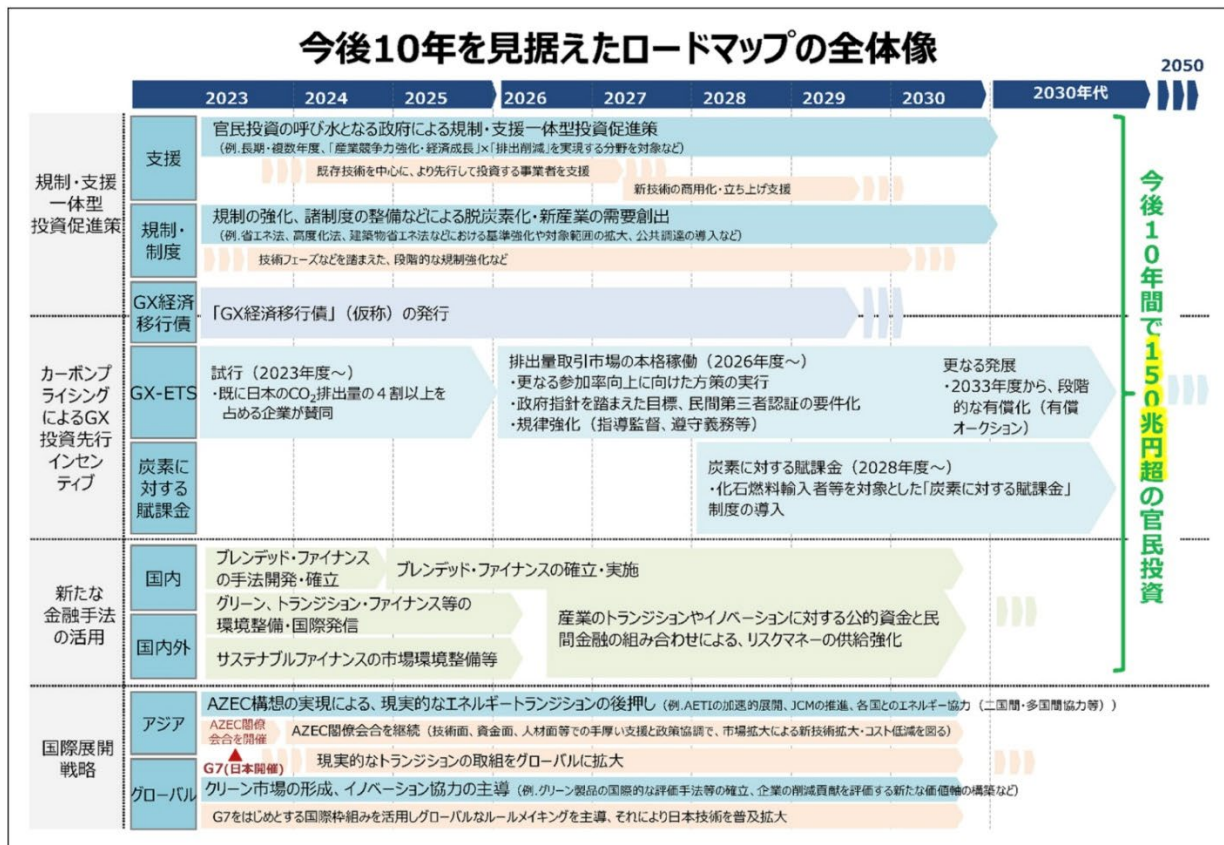 今後10年を見据えたロードマップの全体像
2050
2023
2024
2025
2026
2027
2028
2029
2030
2030年代
規制・支援
一体型
投資促進策
支援
官民投資の呼び水となる政府による規制・支援一体型投資促進策
(例.長期・複数年度、「産業競争力強化・経済成長」×「排出削減」を実現する分野を対象など)
既存技術を中心に、より先行して投資する事業者を支援
新技術の商用化・立ち上げ支援
規制・
制度
規制の強化、諸制度の整備などによる脱炭素化・新産業の需要創出
(例.省エネ法、高度化法、建築物省エネ法などにおける基準強化や対象範囲の拡大、公共調達の導入など)
技術フェーズなどを踏まえた、段階的な規制強化など
GX経済
移行債
「GX経済移行債」(仮称)の発行
カーボンプ
ライシング
によるGX
投資先行
インセン
ティブ
GX-ETS
試行(2023年度~)
・既に日本のCO₂排出量の4割以上を
占める企業が賛同
排出量取引市場の本格稼働(2026年度~)
・更なる参加率向上に向けた方策の実行
・政府指針を踏まえた目標、民間第三者認証の要件化
・規律強化(指導監督、遵守義務等)
更なる発展
・2033年度から、段階
的な有償化(有償
オークション)
炭素に
対する
賦課金
炭素に対する賦課金(2028年度~)
・化石燃料輸入者等を対象とした「炭素に対する賦課金」
制度の導入
新たな
金融手法
の活用
国内
ブレンデッド・ファイナンス
の手法開発・確立
ブレンデッド・ファイナンスの確立・実施
国内外
グリーン、トランジション・ファイナンス等の
環境整備・国際発信
サステナブルファイナンスの市場環境整備等
産業のトランジションやイノベーションに対する公的資金と民
間金融の組み合わせによる、リスクマネーの供給強化
今後10年間で150兆円超の官民投資
国際展開
戦略
アジア
AZEC構想の実現による、現実的なエネルギートランジションの後押し(例.AETIの加速的展開、JCMの推進、各国とのエネルギー協力(二国間・多国間協力等))
AZEC閣僚
会合を開催
AZEC閣僚会合を継続(技術面、資金面、人材面等での手厚い支援と政策協調で、市場拡大による新技術拡大・コスト低減を図る)
G7(日本開催)
現実的なトランジションの取組をグローバルに拡大
グローバル
クリーン市場の形成、イノベーション協力の主導(例.グリーン製品の国際的な評価手法等の確立、企業の削減貢献を評価する新たな価値軸の構築など)
G7をはじめとする国際枠組みを活用しグローバルなルールメイキングを主導、それにより日本技術を普及拡大